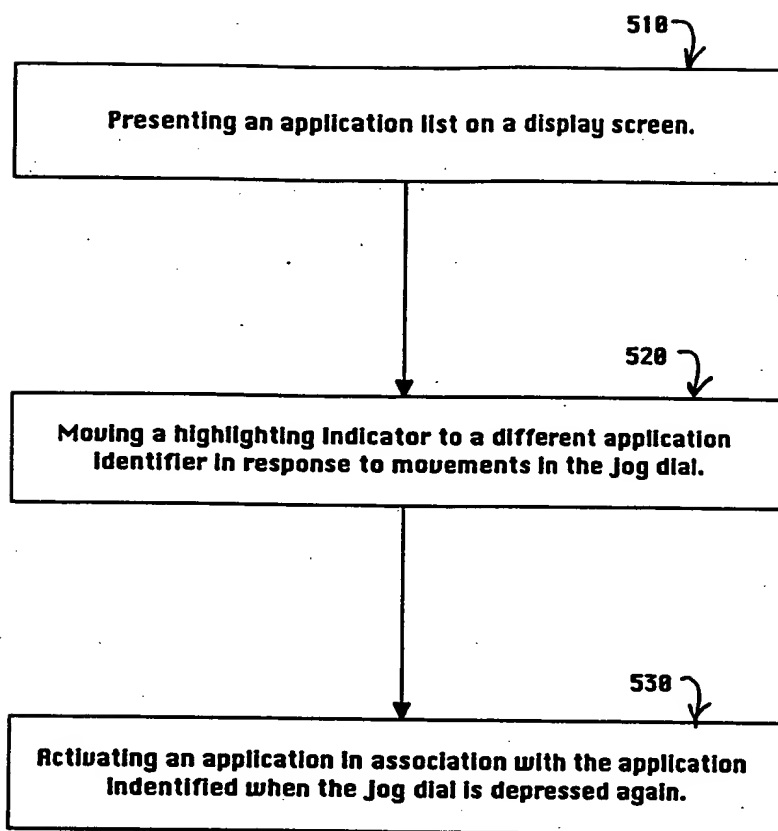 510
Presenting an application list on a display screen.
520
Moving a highlighting indicator to a different application
identifier in response to movements in the jog dial.
530
Activating an application in association with the application
indentified when the jog dial is depressed again.